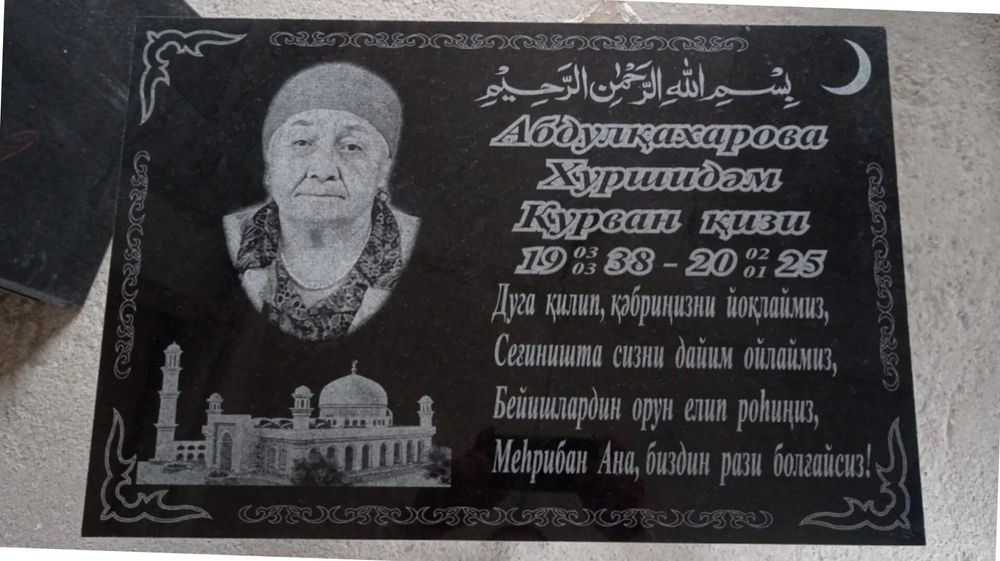 بِسْمِ اللهِ الرَّحْمٰنِ الرَّحِيْمِ
Абдулқахарова
Хуршидәм
Қурван қизи
19 03 03 38 - 20 02 01 25
Дуга қилип, қәбриңизни йоқлаймиз,
Сеғиништа сизни дайим ойлаймиз,
Бейишлардин орун елип роһиңиз,
Меһрибан Ана, биздин рази болғайсиз!